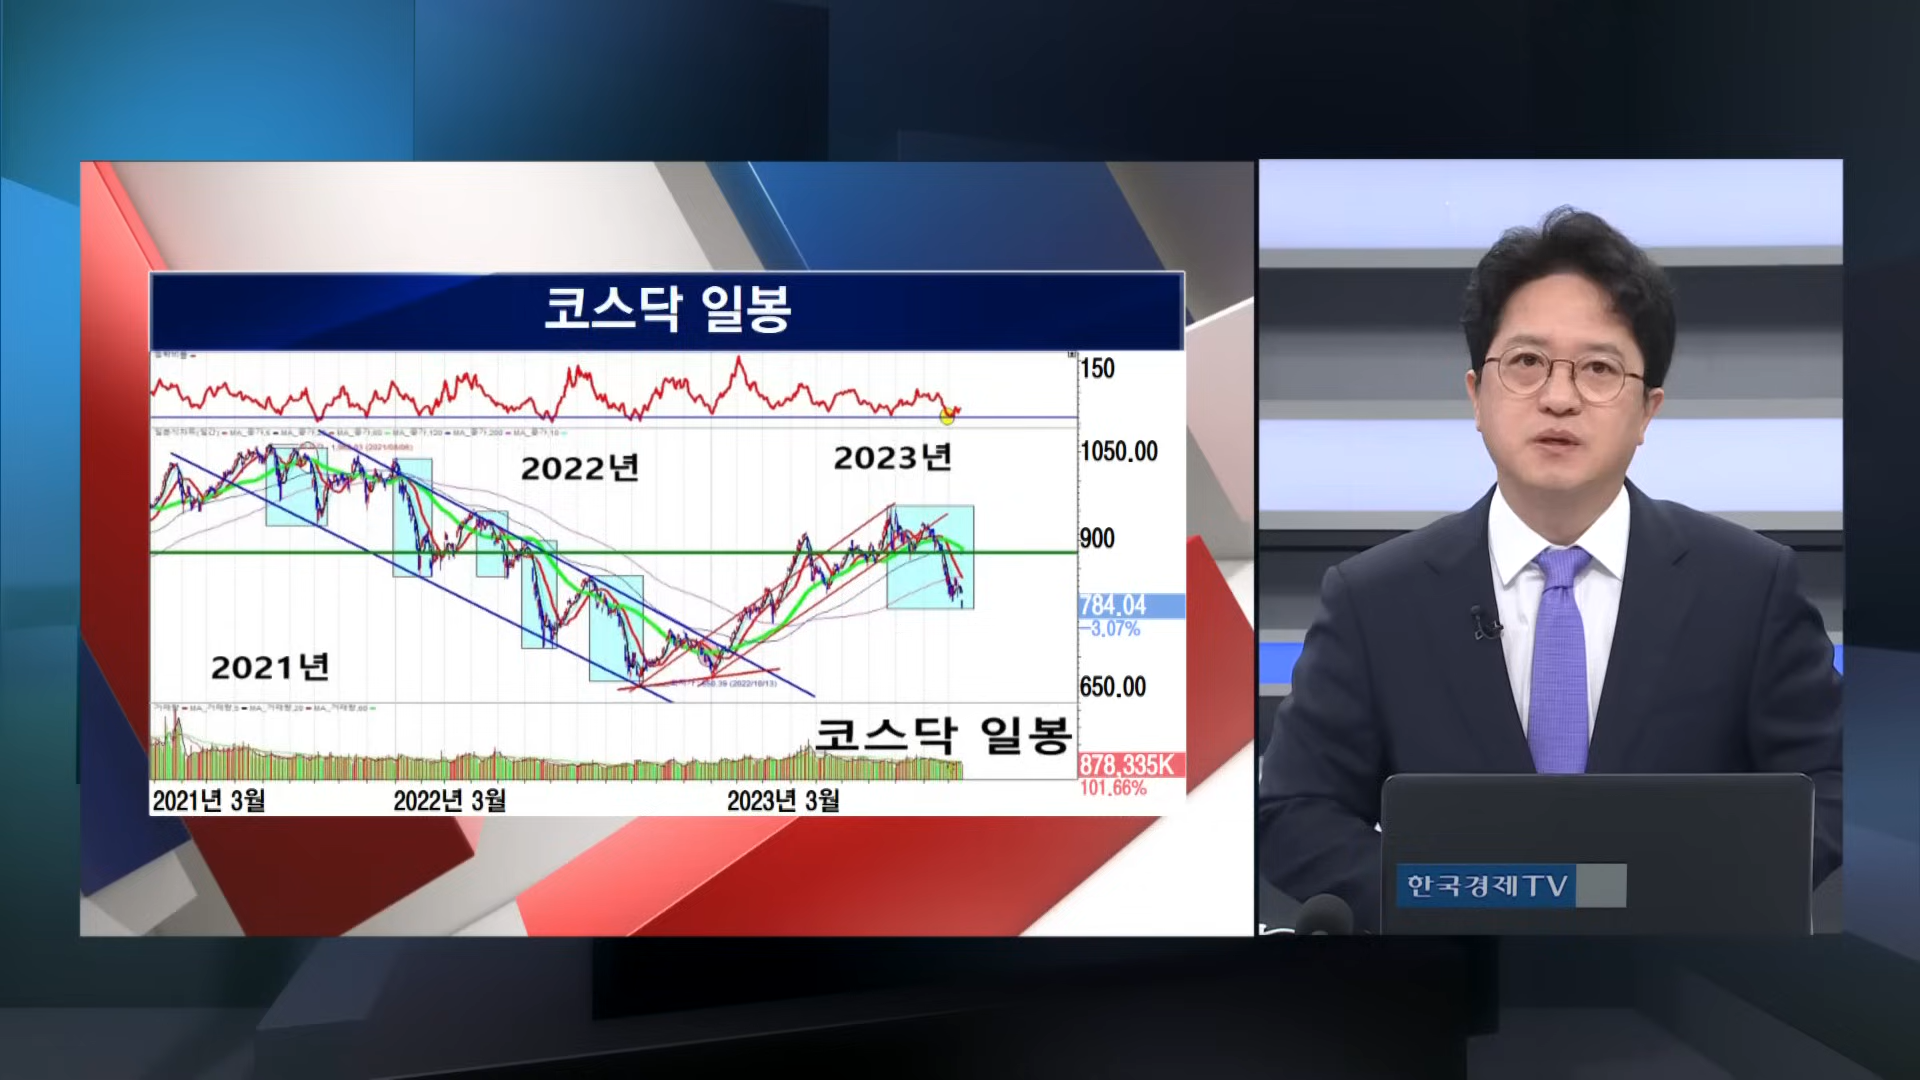 코스닥 일봉
150
1050.00
2022년
2023년
900
784.04
-3.07%
2021년
650.00
코스닥 일봉
878,335K
101.66%
2021년 3월
2022년 3월
2023년 3월
한국경제TV